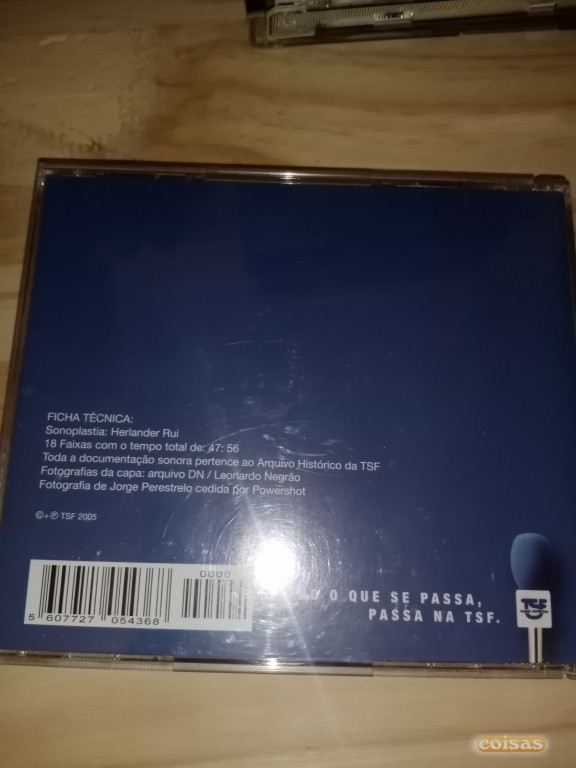 FICHA TÉCNICA:
Sonoplastia: Herlander Rui
18 Faixas com o tempo total de: 47: 56
Toda a documentação sonora pertence ao Arquivo Histórico da TSF
Fotografias da capa: arquivo DN / Leonardo Negrão
Fotografia de Jorge Perestrelo cedida por Powershot
©+℗ TSF 2005
0000
5 607727 054368
O QUE SE PASSA,
PASSA NA TSF.
TSF
coisas